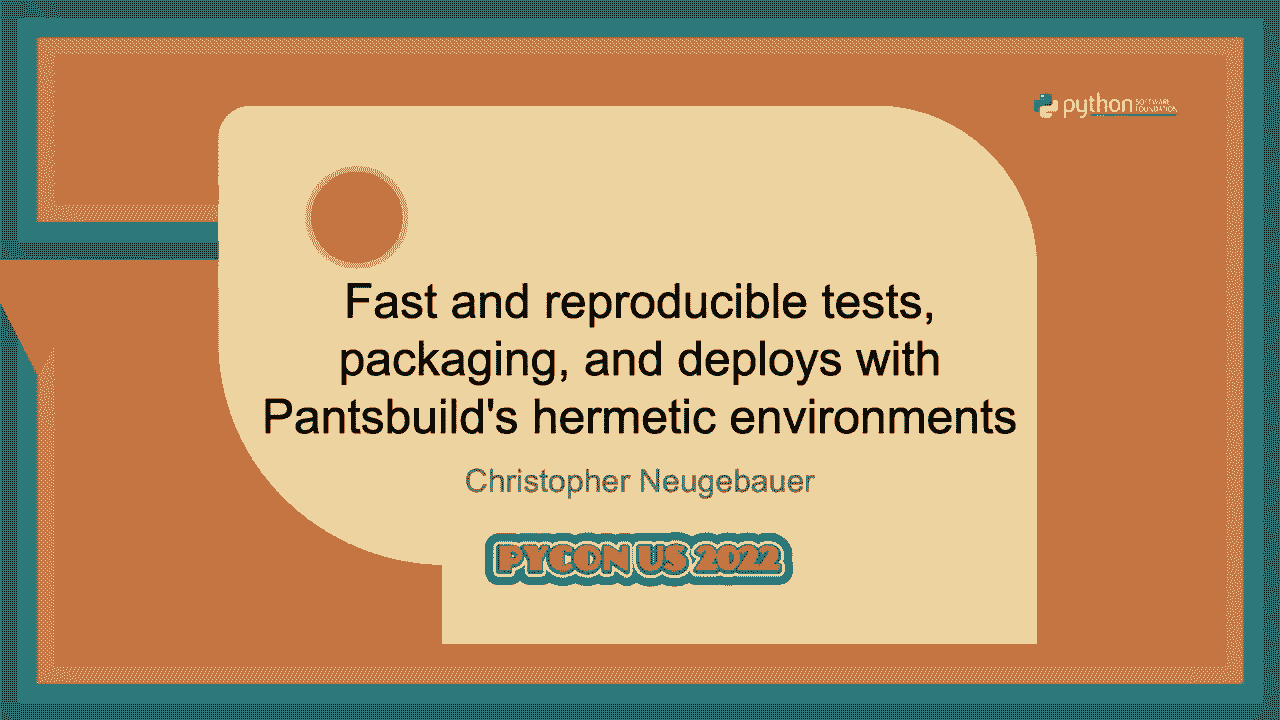 python SOFTWARE
FOUNDATION
Fast and reproducible tests,
packaging, and deploys with
Pantsbuild's hermetic environments
Christopher Neugebauer
PYCON US 2022